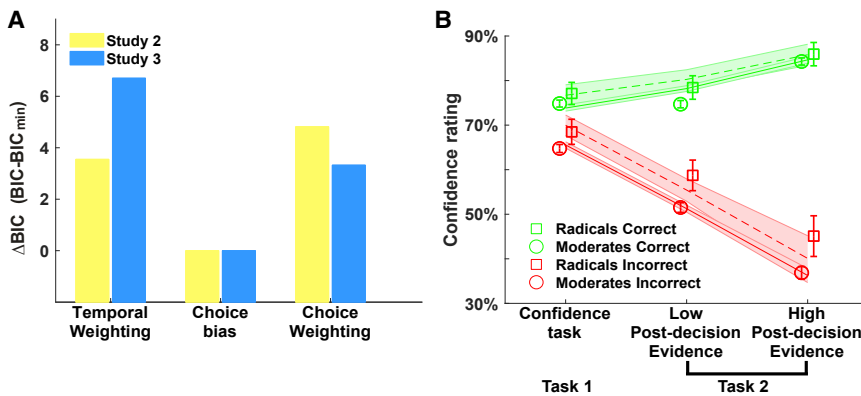 A
Study 2
Study 3
ΔBIC (BIC-BICmin)
8
6
4
2
0
Temporal
Weighting
Choice
bias
Choice
Weighting
B
Confidence rating
90%
70%
50%
30%
Radicals Correct
Moderates Correct
Radicals Incorrect
Moderates Incorrect
Confidence
task
Low
Post-decision
Evidence
High
Post-decision
Evidence
Task 1
Task 2